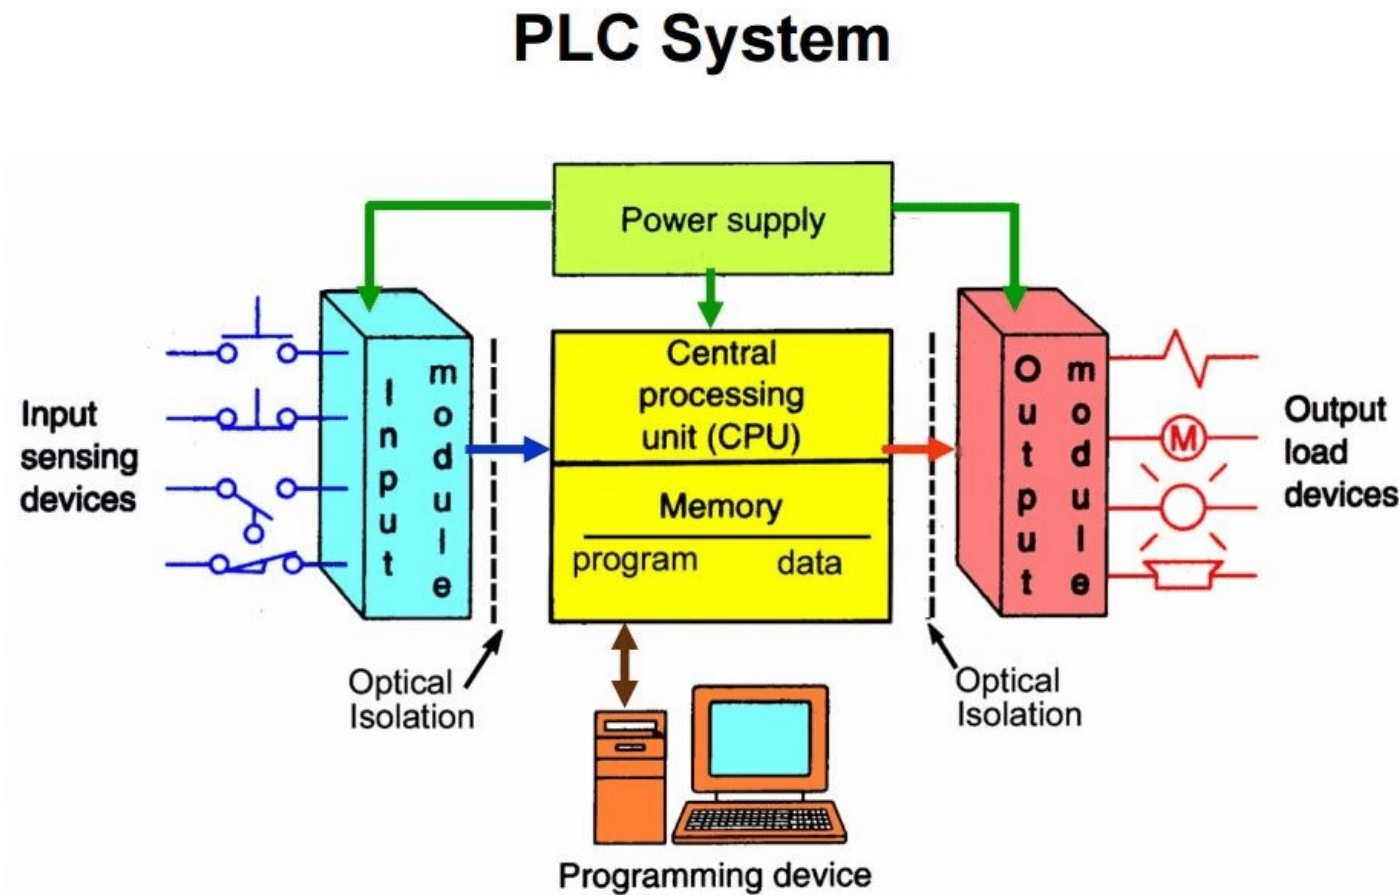 PLC System
Power supply
Input
sensing
devices
Input
module
Central
processing
unit (CPU)
Memory
program data
Output
module
M
Output
load
devices
Optical
Isolation
Optical
Isolation
Programming device